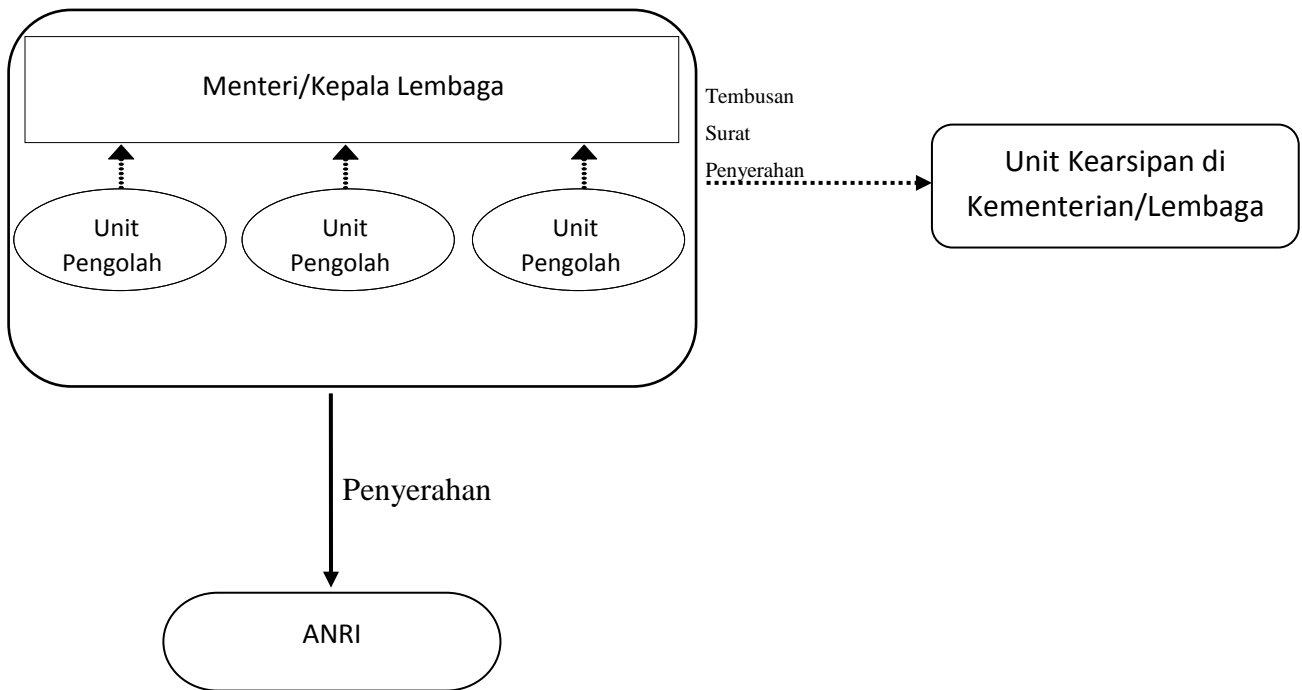 Menteri/Kepala Lembaga
Unit
Pengolah
Unit
Pengolah
Unit
Pengolah
Tembusan
Surat
Penyerahan
Unit Kearsipan di
Kementerian/Lembaga
Penyerahan
ANRI